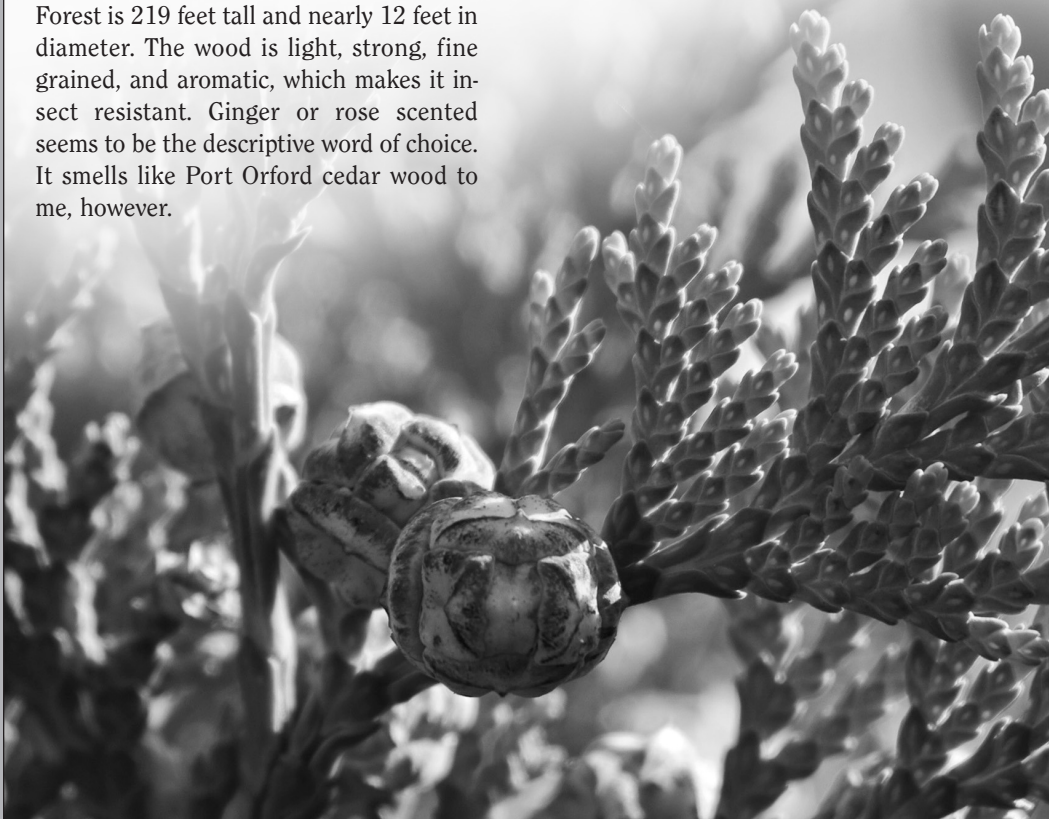 Forest is 219 feet tall and nearly 12 feet in
diameter. The wood is light, strong, fine
grained, and aromatic, which makes it in-
sect resistant. Ginger or rose scented
seems to be the descriptive word of choice.
It smells like Port Orford cedar wood to
me, however.